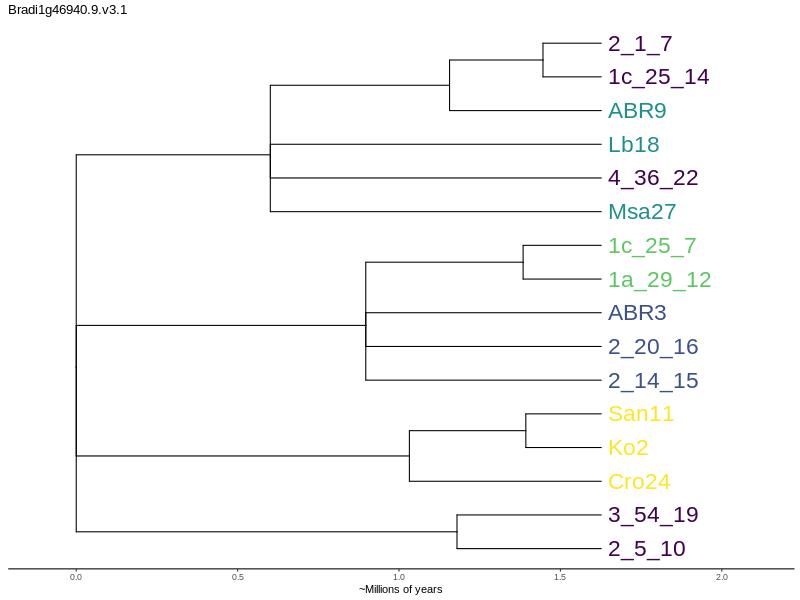 Bradi1g46940.9.v3.1
2_1_7
1c_25_14
ABR9
Lb18
4_36_22
Msa27
1c_25_7
1a_29_12
ABR3
2_20_16
2_14_15
San11
Ko2
Cro24
3_54_19
2_5_10
0.0 0.5 1.0 1.5 2.0
~Millions of years